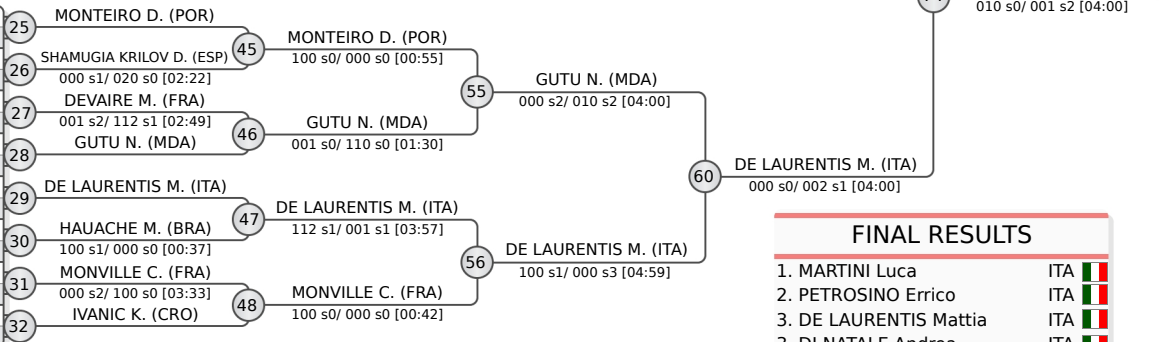 010 s0/ 001 s2 [04:00]
25
MONTEIRO D. (POR)
26
SHAMUGIA KRILOV D. (ESP)
000 s1/ 020 s0 [02:22]
45
MONTEIRO D. (POR)
100 s0/ 000 s0 [00:55]
27
DEVAIRE M. (FRA)
001 s2/ 112 s1 [02:49]
28
GUTU N. (MDA)
46
GUTU N. (MDA)
001 s0/ 110 s0 [01:30]
55
GUTU N. (MDA)
000 s2/ 010 s2 [04:00]
29
DE LAURENTIS M. (ITA)
30
HAUACHE M. (BRA)
100 s1/ 000 s0 [00:37]
47
DE LAURENTIS M. (ITA)
112 s1/ 001 s1 [03:57]
31
MONVILLE C. (FRA)
000 s2/ 100 s0 [03:33]
32
IVANIC K. (CRO)
48
MONVILLE C. (FRA)
100 s0/ 000 s0 [00:42]
56
DE LAURENTIS M. (ITA)
100 s1/ 000 s3 [04:59]
60
DE LAURENTIS M. (ITA)
000 s0/ 002 s1 [04:00]
FINAL RESULTS
1. MARTINI Luca ITA
2. PETROSINO Errico ITA
3. DE LAURENTIS Mattia ITA
3. DI NATALE Andrea ITA